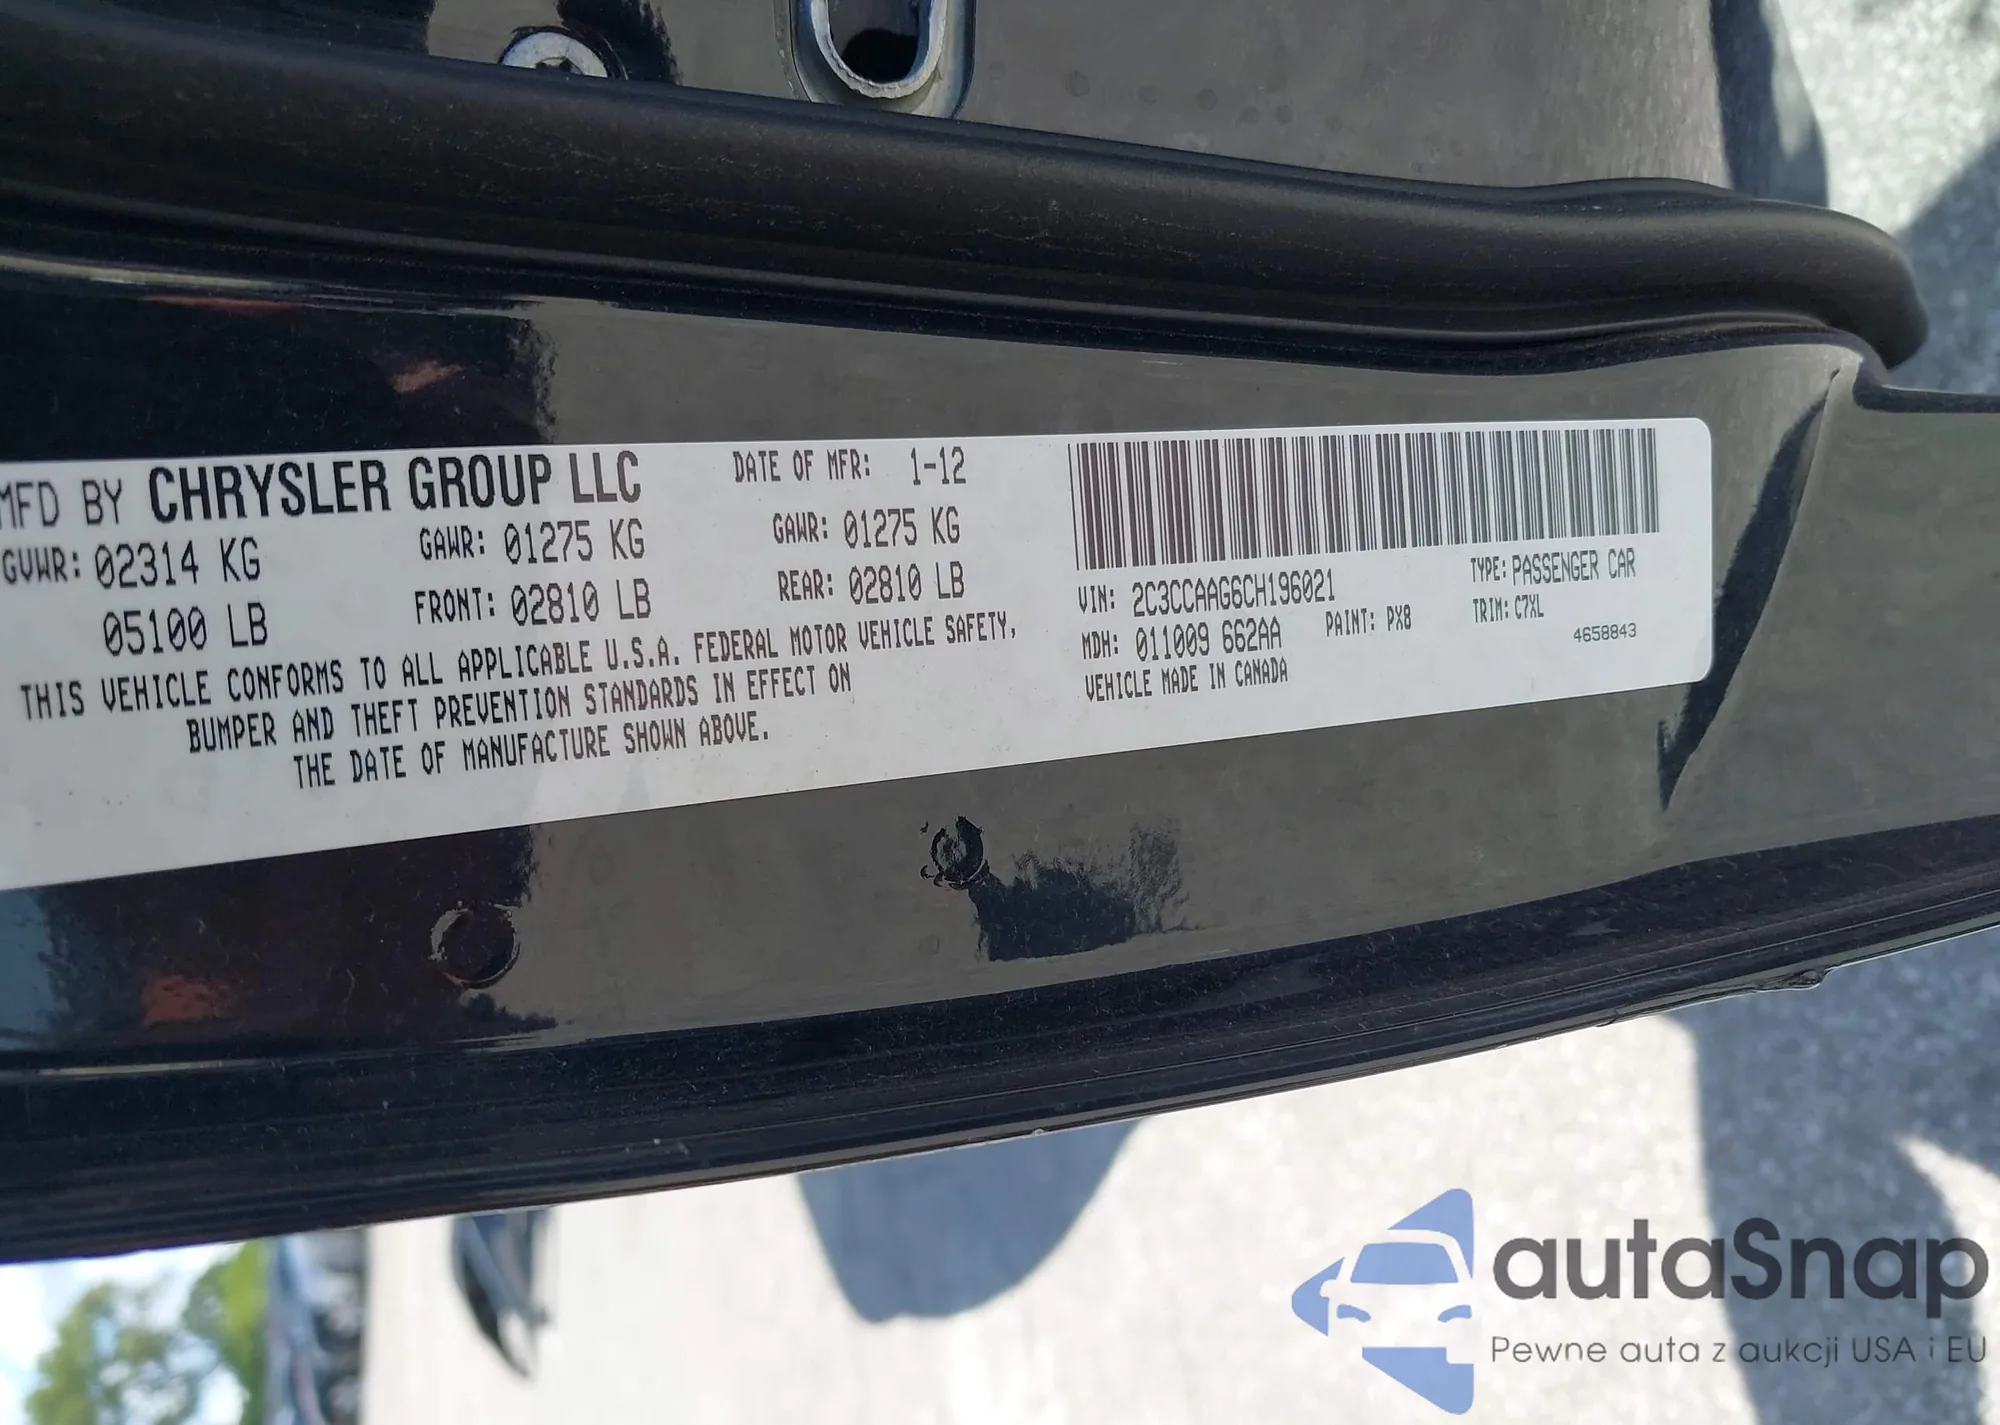 MFD BY CHRYSLER GROUP LLC
DATE OF MFR: 1-12
GVWR: 02314 KG
GAWR: 01275 KG
GAWR: 01275 KG
05100 LB
FRONT: 02810 LB
REAR: 02810 LB
THIS VEHICLE CONFORMS TO ALL APPLICABLE U.S.A. FEDERAL MOTOR VEHICLE SAFETY,
BUMPER AND THEFT PREVENTION STANDARDS IN EFFECT ON
THE DATE OF MANUFACTURE SHOWN ABOVE.
VIN: 2C3CCAAG6CH196021
TYPE: PASSENGER CAR
MDH: 011009 662AA
PAINT: PX8
TRIM: C7XL
VEHICLE MADE IN CANADA
4658843
autaSnap
Pewne auta z aukcji USA i EU